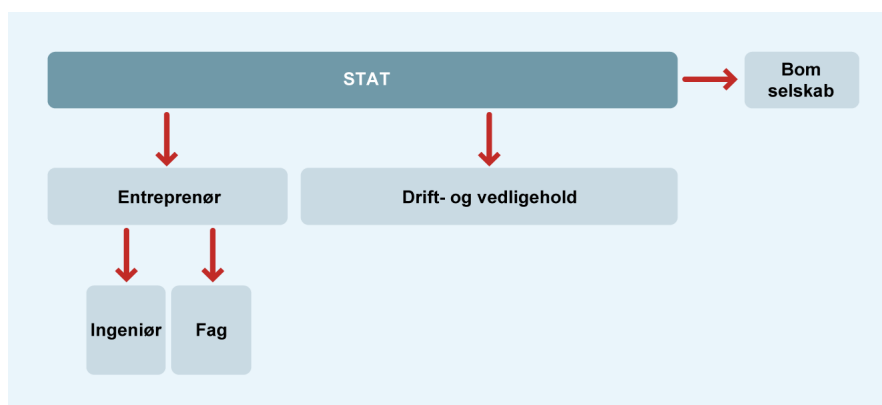 STAT
Bom
selskab
Entreprenør
Drift- og vedligehold
Ingeniør
Fag